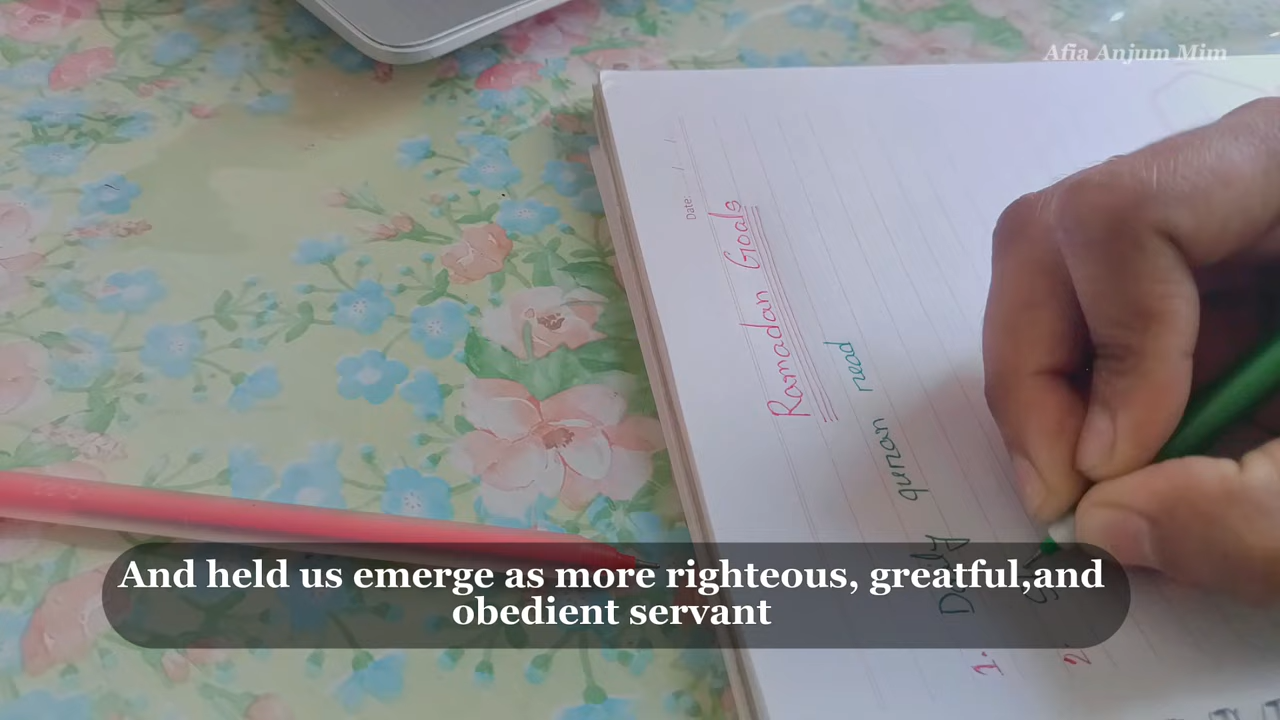 Afia Anjum Mim
Date: / /
Ramadan Goals
1. Daily quraan read
2.
And held us emerge as more righteous, greatful,and
obedient servant